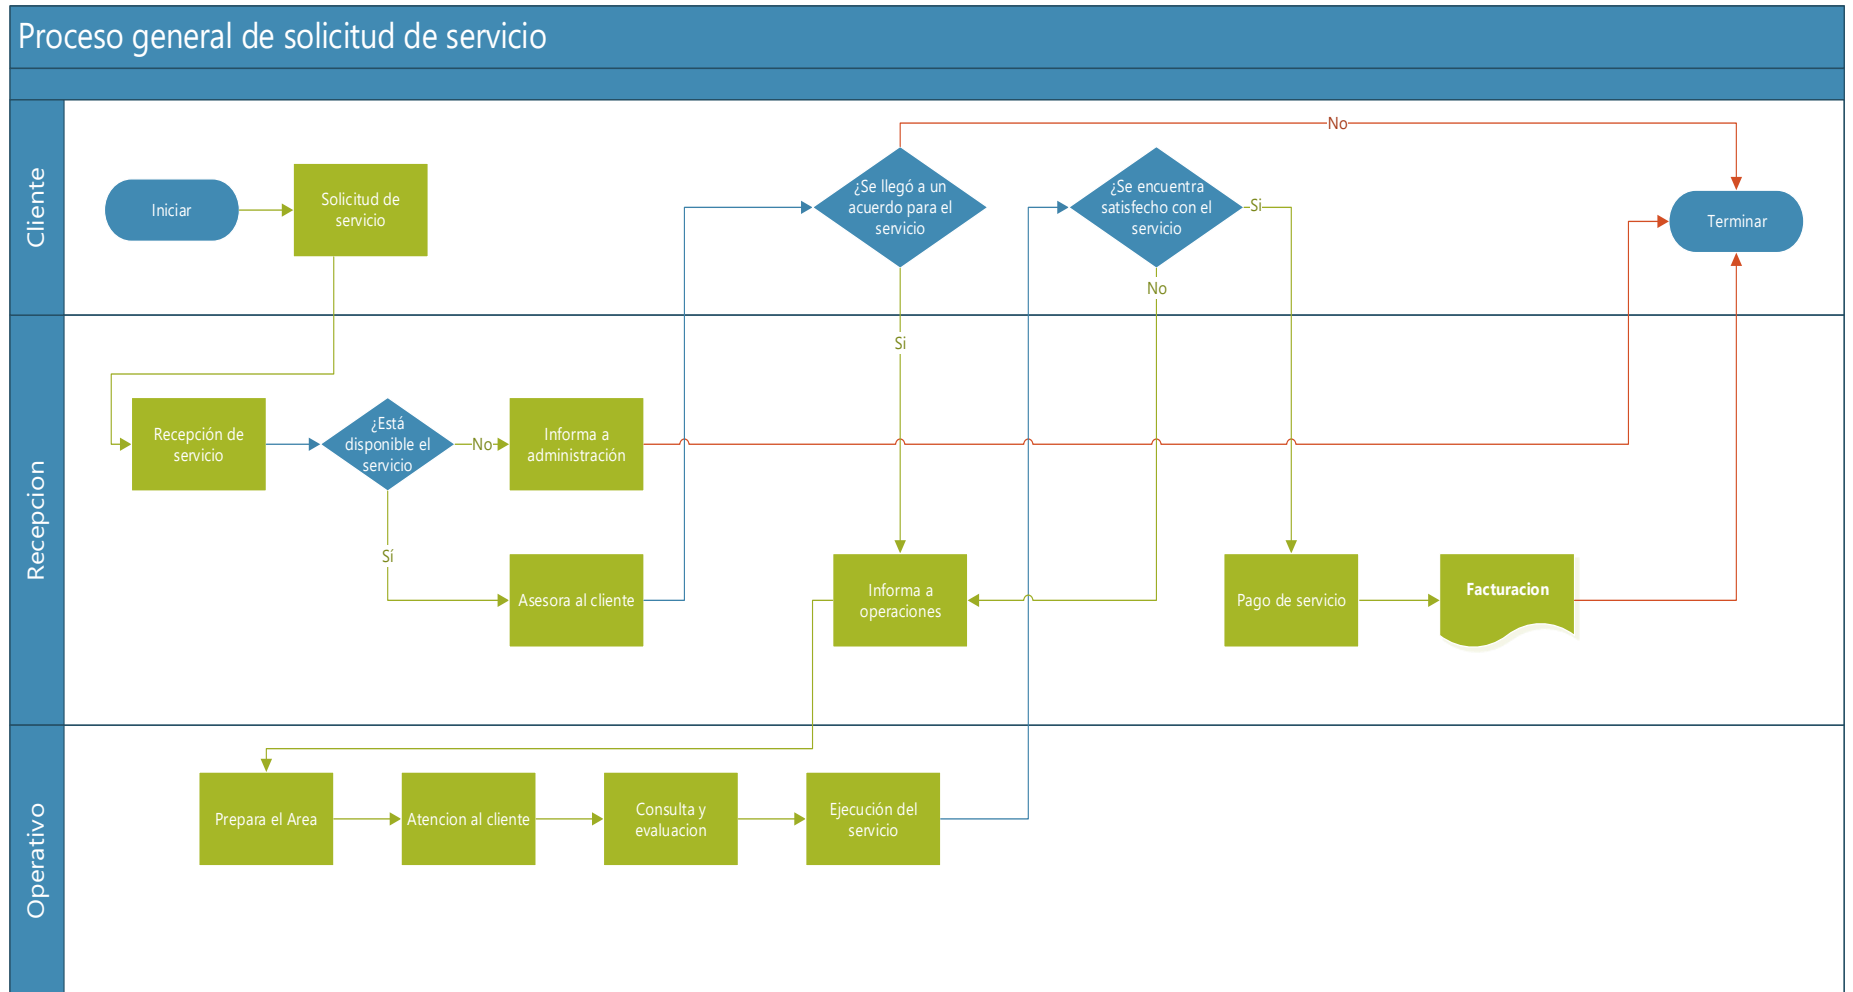 Proceso general de solicitud de servicio
Cliente
Iniciar
Solicitud de
servicio
¿Se llegó a un
acuerdo para el
servicio
No
Si
¿Se encuentra
satisfecho con el
servicio
Si
No
Terminar
Recepcion
Recepción de
servicio
¿Está
disponible el
servicio
No
Sí
Informa a
administración
Asesora al cliente
Informa a
operaciones
Pago de servicio
Facturacion
Operativo
Prepara el Area
Atencion al cliente
Consulta y
evaluacion
Ejecución del
servicio